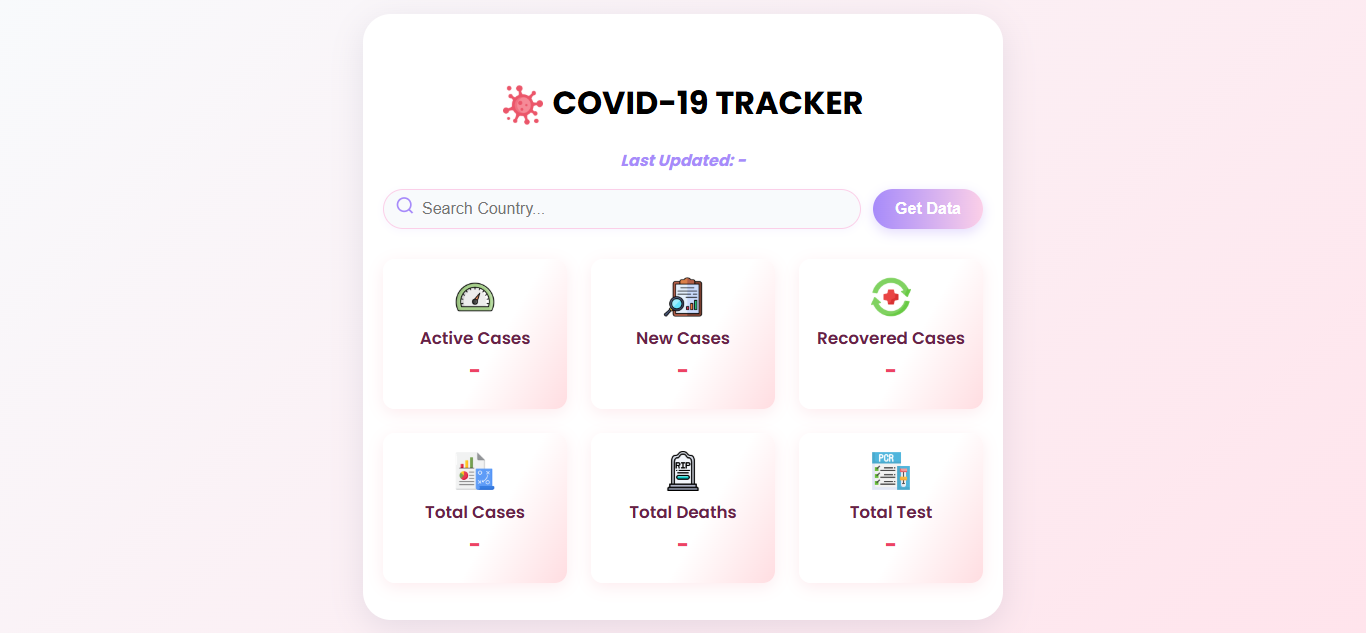 COVID-19 TRACKER
Last Updated: -
Search Country...
Get Data
Active Cases
New Cases
Recovered Cases
-
-
-
RIP
PCR
Total Cases
Total Deaths
Total Test
-
-
-